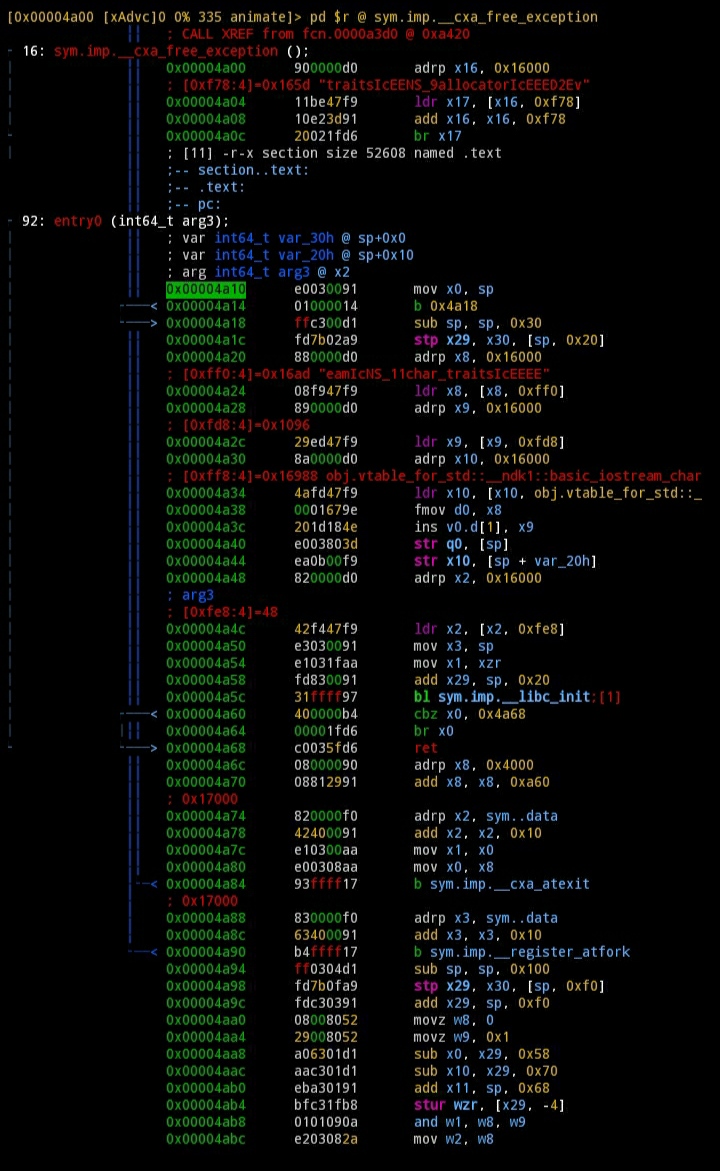 [0x00004a00 [xAdvc]0 0% 335 animate]> pd $r @ sym.imp.__cxa_free_exception
; CALL XREF from fcn.0000a3d0 @ 0xa420
16: sym.imp.__cxa_free_exception ();
0x00004a00 900000d0 adrp x16, 0x16000
; [0xf78:4]=0x165d "traitsIcEENS_9allocatorIcEEED2Ev"
0x00004a04 11be47f9 ldr x17, [x16, 0xf78]
0x00004a08 10e23d91 add x16, x16, 0xf78
0x00004a0c 20021fd6 br x17
; [11] -r-x section size 52608 named .text
;-- section..text:
;-- .text:
;-- pc:
92: entry0 (int64_t arg3);
; var int64_t var_30h @ sp+0x0
; var int64_t var_20h @ sp+0x10
; arg int64_t arg3 @ x2
0x00004a10 e0030091 mov x0, sp
< 0x00004a14 01000014 b 0x4a18
> 0x00004a18 ffc300d1 sub sp, sp, 0x30
0x00004a1c fd7b02a9 stp x29, x30, [sp, 0x20]
0x00004a20 880000d0 adrp x8, 0x16000
; [0xff0:4]=0x16ad "eamIcNS_11char_traitsIcEEEE"
0x00004a24 08f947f9 ldr x8, [x8, 0xff0]
0x00004a28 890000d0 adrp x9, 0x16000
; [0xfd8:4]=0x1096
0x00004a2c 29ed47f9 ldr x9, [x9, 0xfd8]
0x00004a30 8a0000d0 adrp x10, 0x16000
; [0xff8:4]=0x16988 obj.vtable_for_std::__ndk1::basic_iostream_char
0x00004a34 4afd47f9 ldr x10, [x10, obj.vtable_for_std::_
0x00004a38 0001679e fmov d0, x8
0x00004a3c 201d184e ins v0.d[1], x9
0x00004a40 e003803d str q0, [sp]
0x00004a44 ea0b00f9 str x10, [sp + var_20h]
0x00004a48 820000d0 adrp x2, 0x16000
; arg3
; [0xfe8:4]=48
0x00004a4c 42f447f9 ldr x2, [x2, 0xfe8]
0x00004a50 e3030091 mov x3, sp
0x00004a54 e1031faa mov x1, xzr
0x00004a58 fd830091 add x29, sp, 0x20
0x00004a5c 31ffff97 bl sym.imp.__libc_init;[1]
< 0x00004a60 400000b4 cbz x0, 0x4a68
0x00004a64 00001fd6 br x0
> 0x00004a68 c0035fd6 ret
0x00004a6c 08000090 adrp x8, 0x4000
0x00004a70 08812991 add x8, x8, 0xa60
; 0x17000
0x00004a74 820000f0 adrp x2, sym..data
0x00004a78 42400091 add x2, x2, 0x10
0x00004a7c e10300aa mov x1, x0
0x00004a80 e00308aa mov x0, x8
< 0x00004a84 93ffff17 b sym.imp.__cxa_atexit
; 0x17000
0x00004a88 830000f0 adrp x3, sym..data
0x00004a8c 63400091 add x3, x3, 0x10
< 0x00004a90 b4ffff17 b sym.imp.__register_atfork
0x00004a94 ff0304d1 sub sp, sp, 0x100
0x00004a98 fd7b0fa9 stp x29, x30, [sp, 0xf0]
0x00004a9c fdc30391 add x29, sp, 0xf0
0x00004aa0 08008052 movz w8, 0
0x00004aa4 29008052 movz w9, 0x1
0x00004aa8 a06301d1 sub x0, x29, 0x58
0x00004aac aac301d1 sub x10, x29, 0x70
0x00004ab0 eba30191 add x11, sp, 0x68
0x00004ab4 bfc31fb8 stur wzr, [x29, -4]
0x00004ab8 0101090a and w1, w8, w9
0x00004abc e203082a mov w2, w8